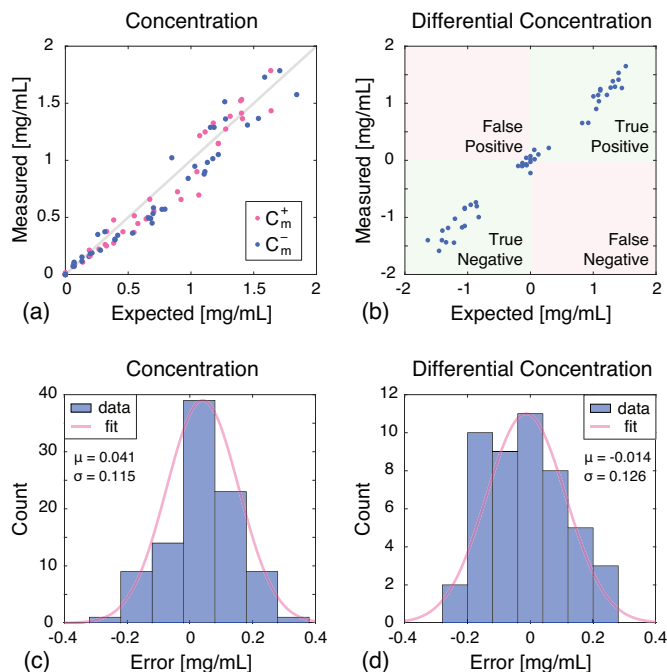 Concentration
Measured [mg/mL]
2
1.5
1
0.5
0
0
0.5
1
1.5
2
C_m^+
C_m^-
(a)
Expected [mg/mL]
Differential Concentration
Measured [mg/mL]
2
1
0
-1
-2
-2
-1
0
1
2
False
Positive
True
Positive
True
Negative
False
Negative
(b)
Expected [mg/mL]
Concentration
Count
40
30
20
10
0
-0.4
-0.2
0
0.2
0.4
data
fit
μ = 0.041
σ = 0.115
(c)
Error [mg/mL]
Differential Concentration
Count
12
10
8
6
4
2
0
-0.4
-0.2
0
0.2
0.4
data
fit
μ = -0.014
σ = 0.126
(d)
Error [mg/mL]